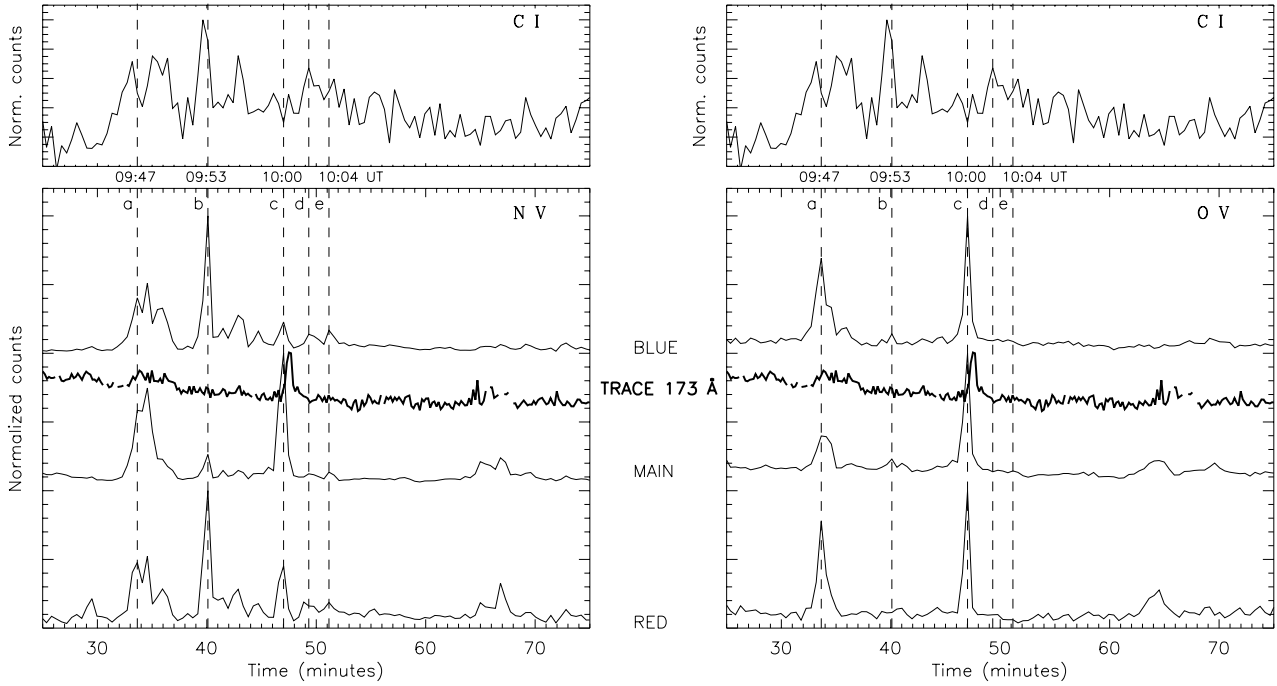 C I
Norm. counts
09:47 09:53 10:00 10:04 UT
a b c d e
N V
Normalized counts
30 40 50 60 70
Time (minutes)
BLUE
TRACE 173 Å
MAIN
RED
C I
Norm. counts
09:47 09:53 10:00 10:04 UT
a b c d e
O V
30 40 50 60 70
Time (minutes)